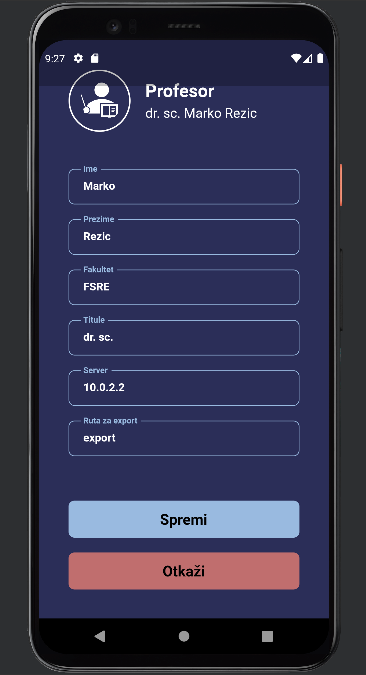 9:27
Profesor
dr. sc. Marko Rezic
Ime
Marko
Prezime
Rezic
Fakultet
FSRE
Titule
dr. sc.
Server
10.0.2.2
Ruta za export
export
Spremi
Otkaži